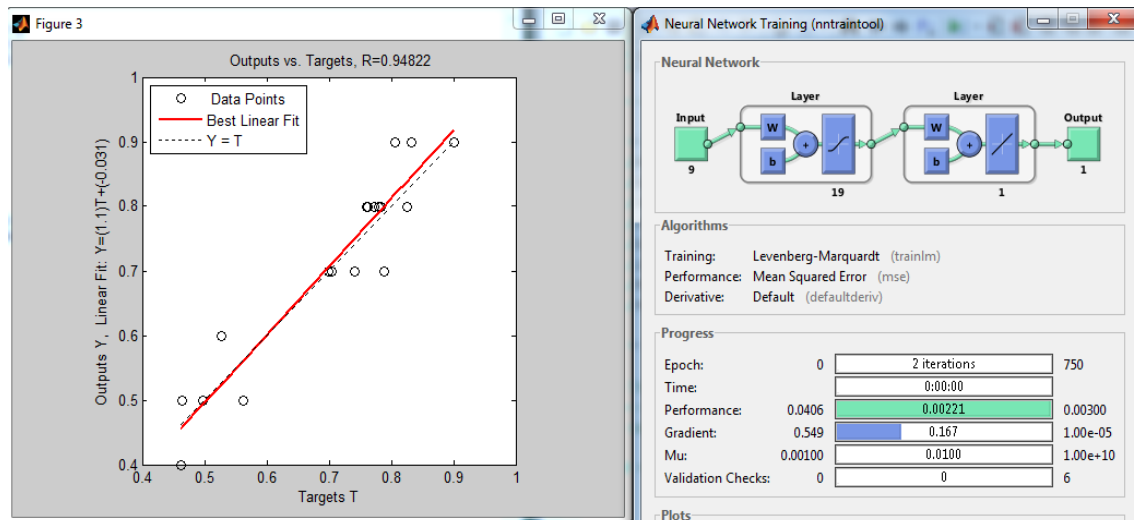 Figure 3
Outputs vs. Targets, R=0.94822
Data Points
Best Linear Fit
Y = T
Outputs Y, Linear Fit: Y=(1.1)T+(-0.031)
1
0.9
0.8
0.7
0.6
0.5
0.4
0.4 0.5 0.6 0.7 0.8 0.9 1
Targets T
Neural Network Training (nntraintool)
Neural Network
Layer Layer
Input W b + W b + Output
9 19 1 1
Algorithms
Training: Levenberg-Marquardt (trainlm)
Performance: Mean Squared Error (mse)
Derivative: Default (defaultderiv)
Progress
Epoch: 0 2 iterations 750
Time: 0:00:00
Performance: 0.0406 0.00221 0.00300
Gradient: 0.549 0.167 1.00e-05
Mu: 0.00100 0.0100 1.00e+10
Validation Checks: 0 0 6
Plots